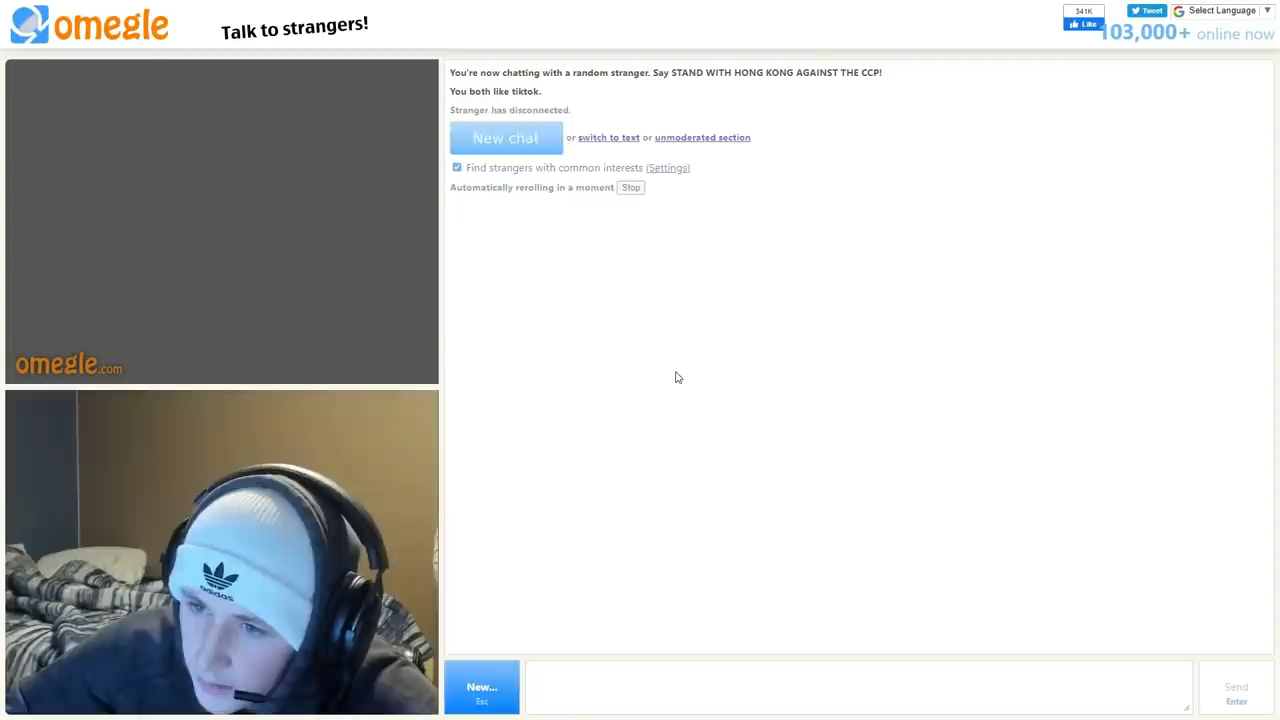 omegle
Talk to strangers!
341K
Like
Tweet
Select Language ▼
103,000+ online now
You're now chatting with a random stranger. Say STAND WITH HONG KONG AGAINST THE CCP!
You both like tiktok.
Stranger has disconnected.
New chat or switch to text or unmoderated section
Find strangers with common interests (Settings)
Automatically rerolling in a moment Stop
omegle.com
adidas
New...
Esc
Send
Enter